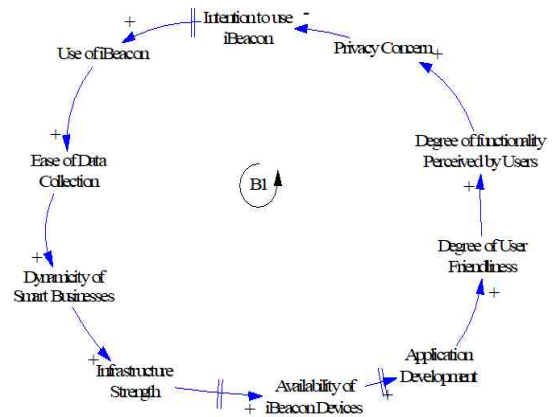 Intention to use
iBeacon
-
Privacy Concern
+
Degree of functionality
Perceived by Users
+
Degree of User
Friendliness
+
Application
Development
+
Availability of
iBeacon Devices
+
Infrastructure
Strength
+
Dynamicity of
Smart Businesses
+
Ease of Data
Collection
+
Use of iBeacon
+
B1